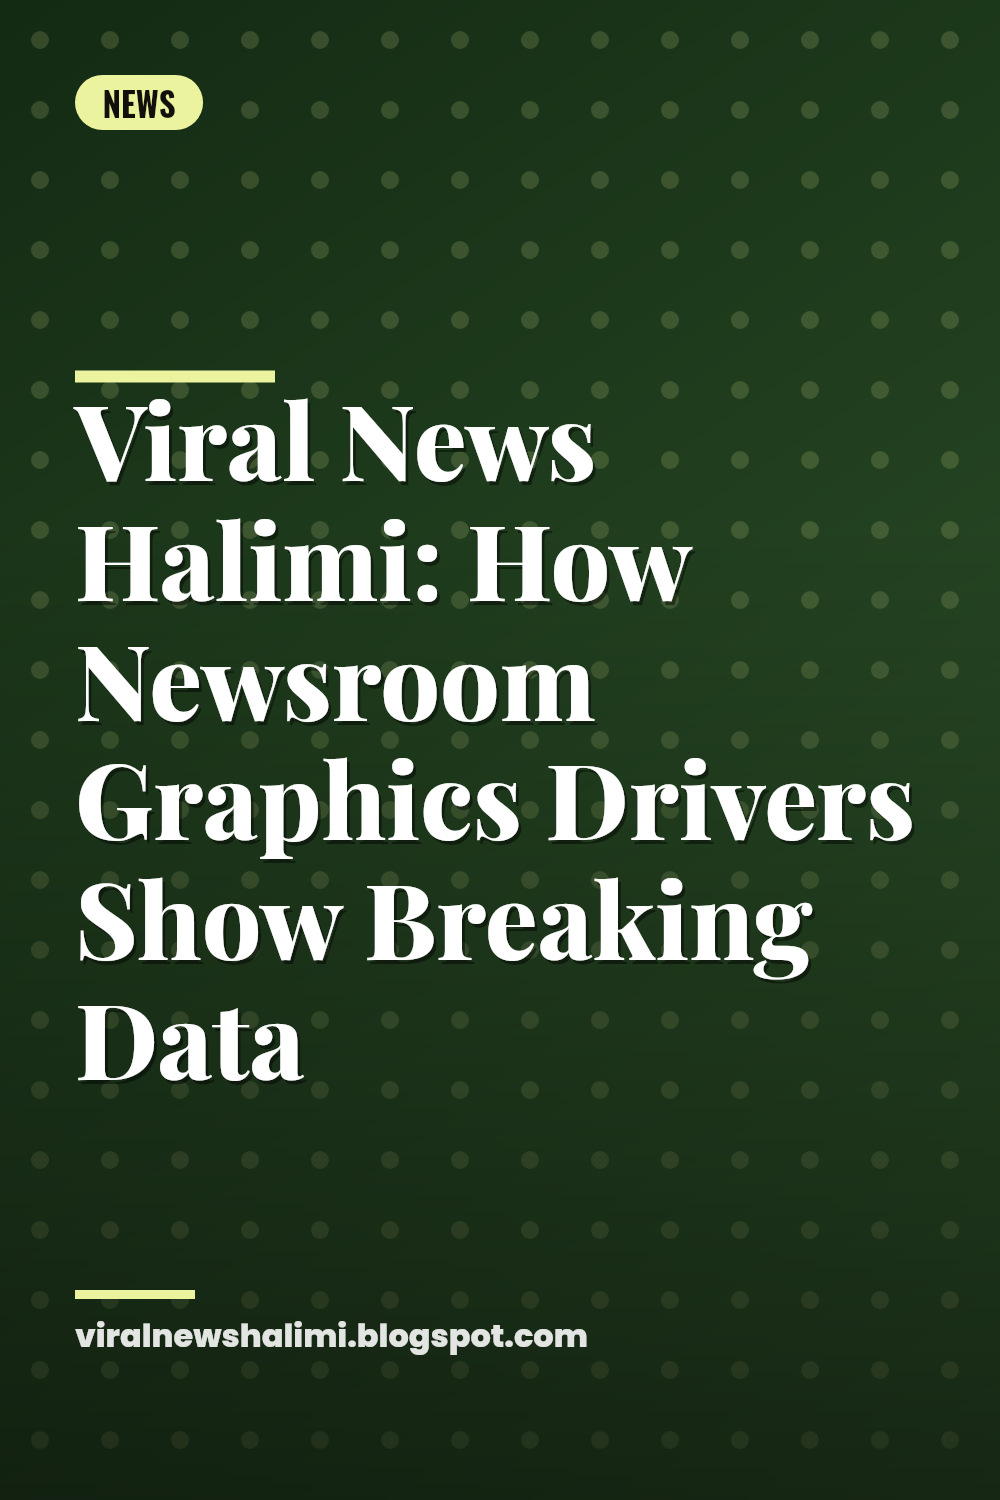 NEWS
Viral News
Halimi: How
Newsroom
Graphics Drivers
Show Breaking
Data
viralnewshalimi.blogspot.com